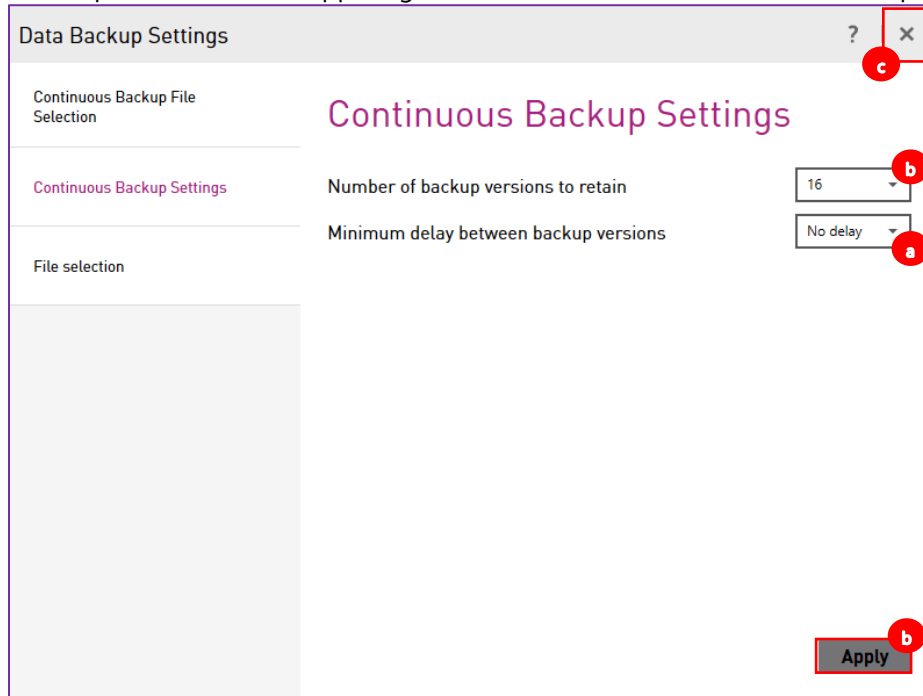 Data Backup Settings ? ×
c
Continuous Backup File
Selection
Continuous Backup Settings
Continuous Backup Settings
File selection
Number of backup versions to retain 16 b
Minimum delay between backup versions No delay a
b
Apply